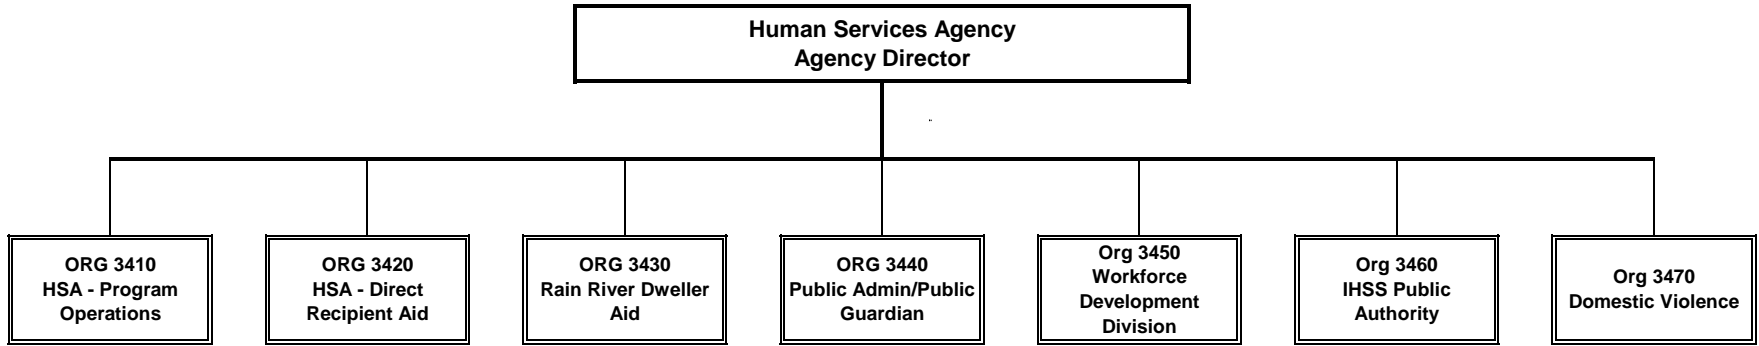 Human Services Agency
Agency Director
ORG 3410
HSA - Program
Operations
ORG 3420
HSA - Direct
Recipient Aid
ORG 3430
Rain River Dweller
Aid
ORG 3440
Public Admin/Public
Guardian
Org 3450
Workforce
Development
Division
Org 3460
IHSS Public
Authority
Org 3470
Domestic Violence